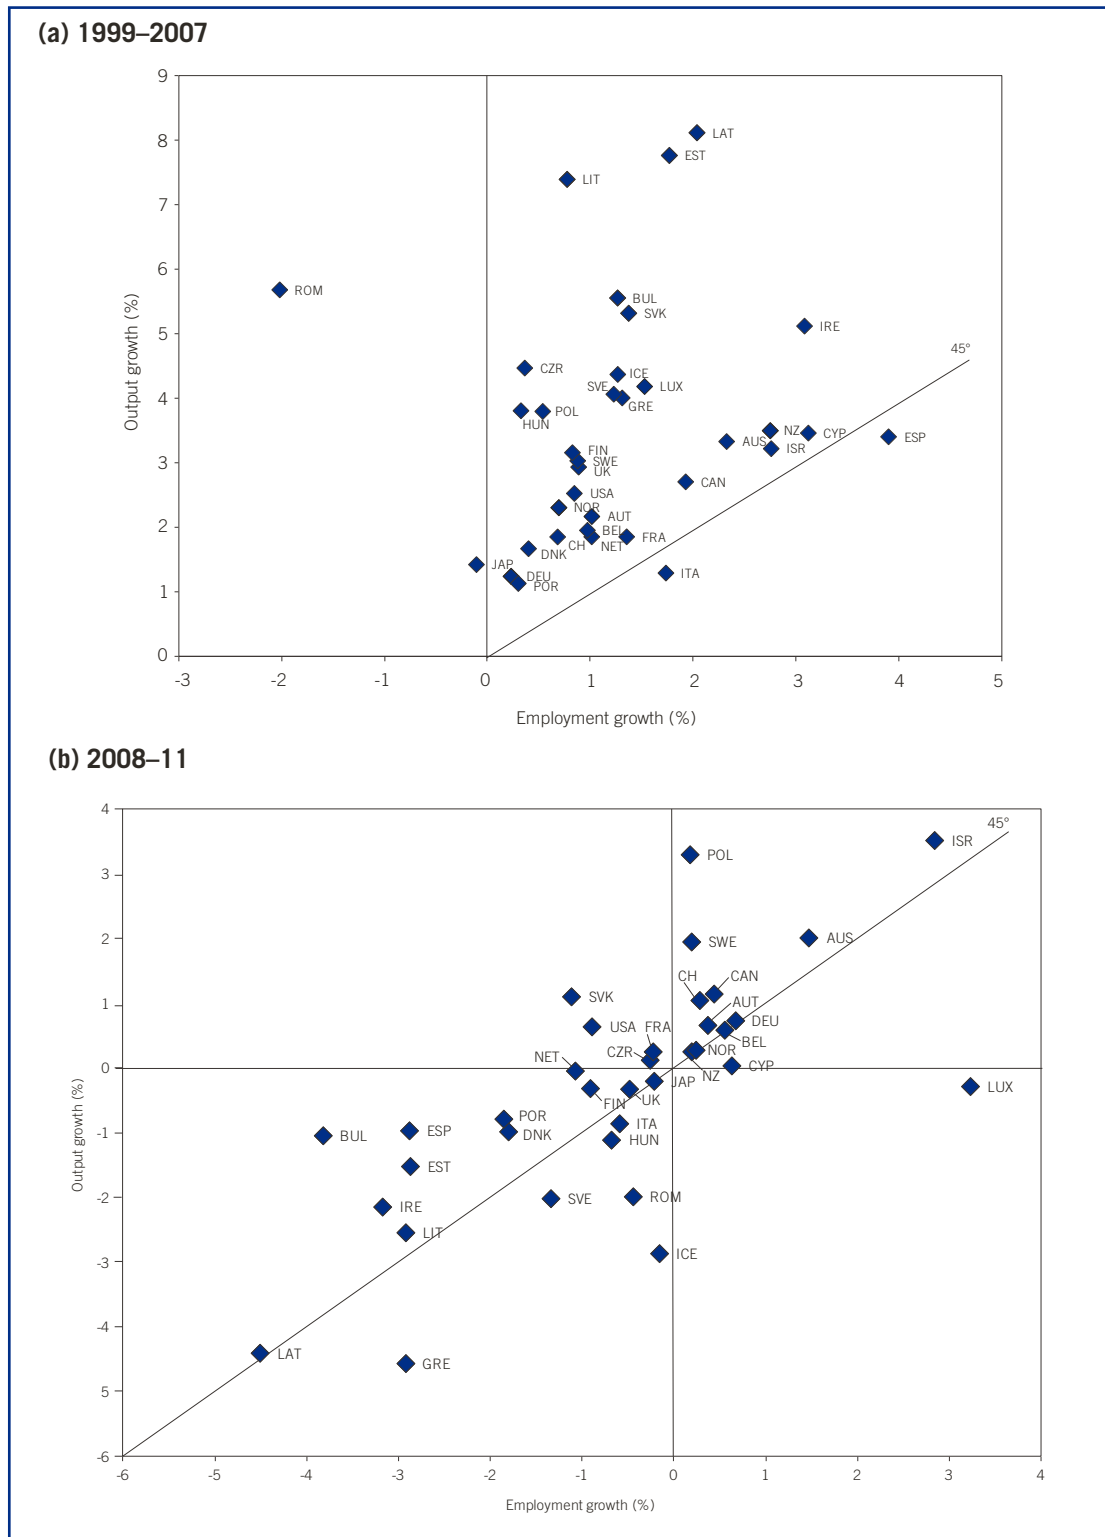 (a) 1999–2007
9
8
7
6
5
4
3
2
1
0
Output growth (%)
LAT
EST
LIT
ROM
BUL
SVK
IRE
45°
CZR
ICE
SVE
LUX
GRE
HUN
POL
NZ
CYP
ESP
AUS
ISR
FIN
SWE
UK
CAN
USA
NOR
AUT
BEL
CH
NET
FRA
DNK
JAP
DEU
POR
ITA
-3 -2 -1 0 1 2 3 4 5
Employment growth (%)
(b) 2008–11
4
3
2
1
0
-1
-2
-3
-4
5
-6
Output growth (%)
45°
ISR
POL
SWE
AUS
CH
CAN
SVK
AUT
USA
FRA
DEU
CZR
NOR
BEL
NET
NZ
CYP
JAP
LUX
FIN
UK
POR
ITA
BUL
ESP
DNK
HUN
EST
SVE
ROM
IRE
LIT
ICE
LAT
GRE
-6 -5 -4 -3 -2 -1 0 1 2 3 4
Employment growth (%)